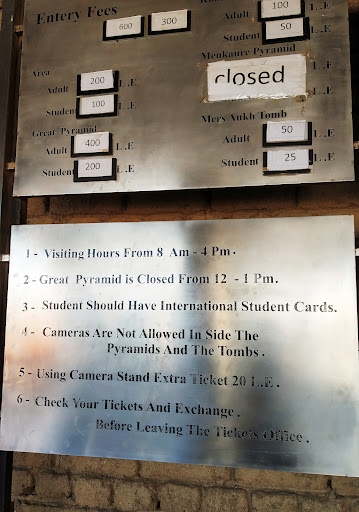 Entery Fees 600 300
Area
Adult 200 L.E
Student 100 L.E
Great Pyramid
Adult 400 L.E
Student 200 L.E
Adult 100 L.E
Student 50 L.E
Menkaure Pyramid
closed
Mers Ankh Tomb
Adult 50 L.E
Student 25 L.E
1 - Visiting Hours From 8 Am - 4 Pm.
2 - Great Pyramid is Closed From 12 - 1 Pm.
3 - Student Should Have International Student Cards.
4 - Cameras Are Not Allowed In Side The
Pyramids And The Tombs.
5 - Using Camera Stand Extra Ticket 20 L.E.
6 - Check Your Tickets And Exchange.
Before Leaving The Tickets Office.